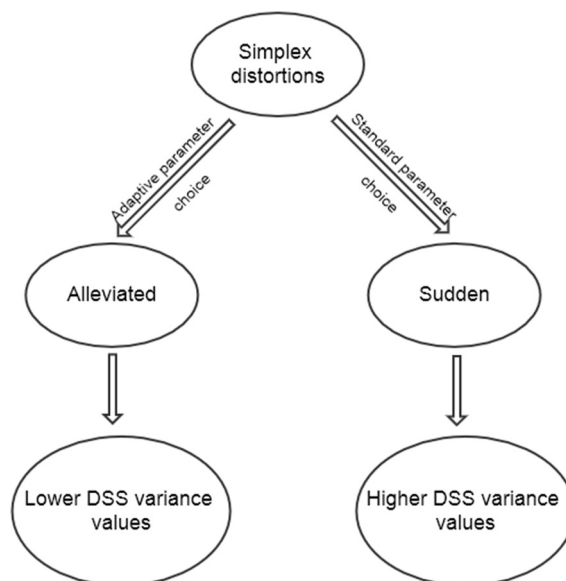 Simplex
distortions
Adaptive parameter
choice
Standard parameter
choice
Alleviated
Sudden
Lower DSS variance
values
Higher DSS variance
values